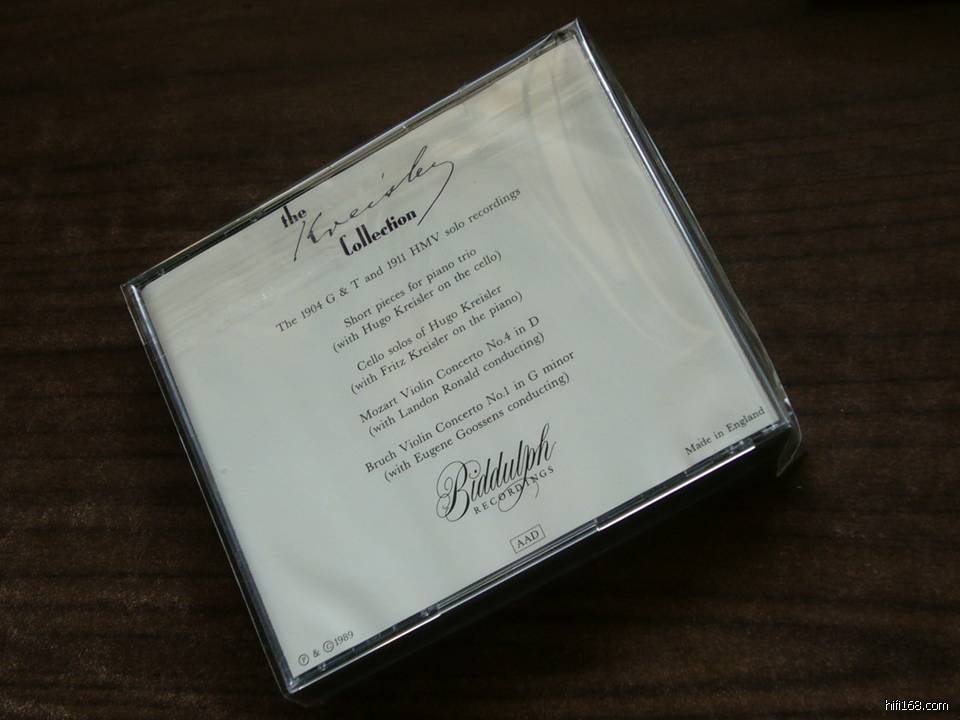 the
Kreisler
Collection
The 1904 G & T and 1911 HMV solo recordings
Short pieces for piano trio
(with Hugo Kreisler on the cello)
Cello solos of Hugo Kreisler
(with Fritz Kreisler on the piano)
Mozart Violin Concerto No.4 in D
(with Landon Ronald conducting)
Bruch Violin Concerto No.1 in G minor
(with Eugene Goossens conducting)
Biddulph
RECORDINGS
Made in England
AAD
Ⓟ & ©1989
hifi168.com